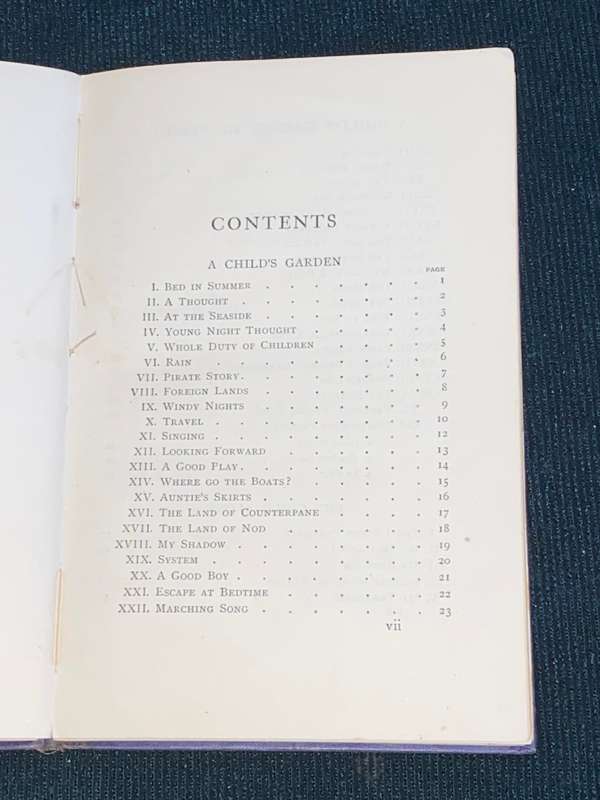 CONTENTS
A CHILD'S GARDEN
PAGE
I. BED IN SUMMER . . . . . . . 1
II. A THOUGHT . . . . . . . . 2
III. AT THE SEASIDE . . . . . . . 3
IV. YOUNG NIGHT THOUGHT . . . . . 4
V. WHOLE DUTY OF CHILDREN . . . . 5
VI. RAIN . . . . . . . . 6
VII. PIRATE STORY . . . . . . . 7
VIII. FOREIGN LANDS . . . . . . . 8
IX. WINDY NIGHTS . . . . . . . 9
X. TRAVEL . . . . . . . . . 10
XI. SINGING . . . . . . . . . 12
XII. LOOKING FORWARD . . . . . . 13
XIII. A GOOD PLAY . . . . . . . 14
XIV. WHERE GO THE BOATS? . . . . . 15
XV. AUNTIE'S SKIRTS . . . . . . . 16
XVI. THE LAND OF COUNTERPANE . . . . 17
XVII. THE LAND OF NOD . . . . . . 18
XVIII. MY SHADOW . . . . . . . . 19
XIX. SYSTEM . . . . . . . . . 20
XX. A GOOD BOY . . . . . . . . 21
XXI. ESCAPE AT BEDTIME . . . . . . 22
XXII. MARCHING SONG . . . . . . . 23
vii